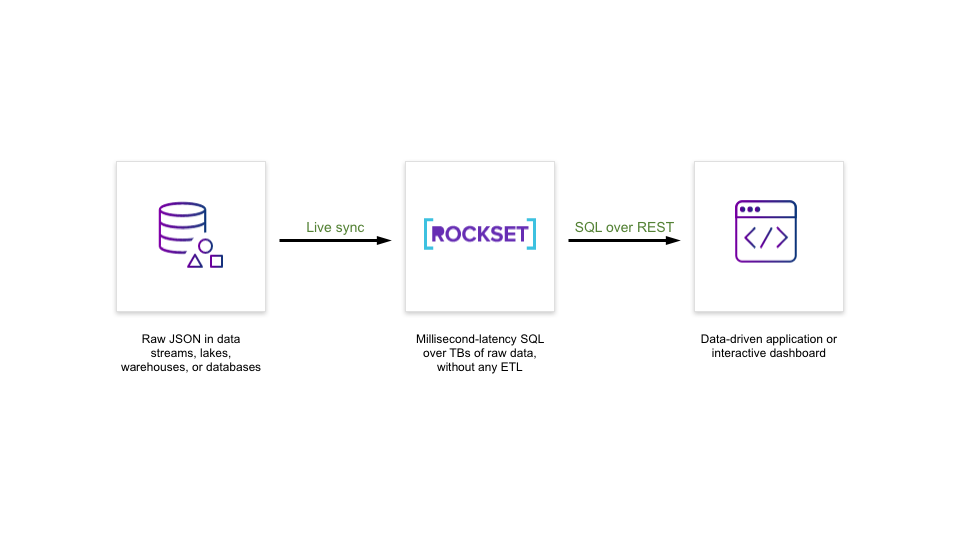 Live sync
[ROCKSET]
SQL over REST
</>
Raw JSON in data
streams, lakes,
warehouses, or databases
Millisecond-latency SQL
over TBs of raw data,
without any ETL
Data-driven application or
interactive dashboard